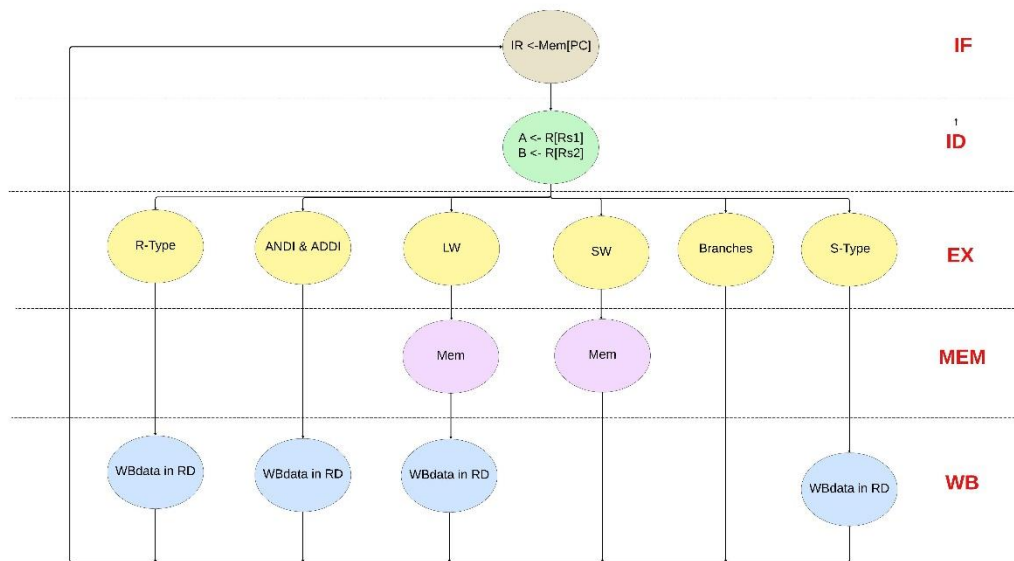 IR <-Mem[PC]
IF
A <- R[Rs1]
B <- R[Rs2]
ID
R-Type
ANDI & ADDI
LW
SW
Branches
S-Type
EX
Mem
Mem
MEM
WBdata in RD
WBdata in RD
WBdata in RD
WBdata in RD
WB